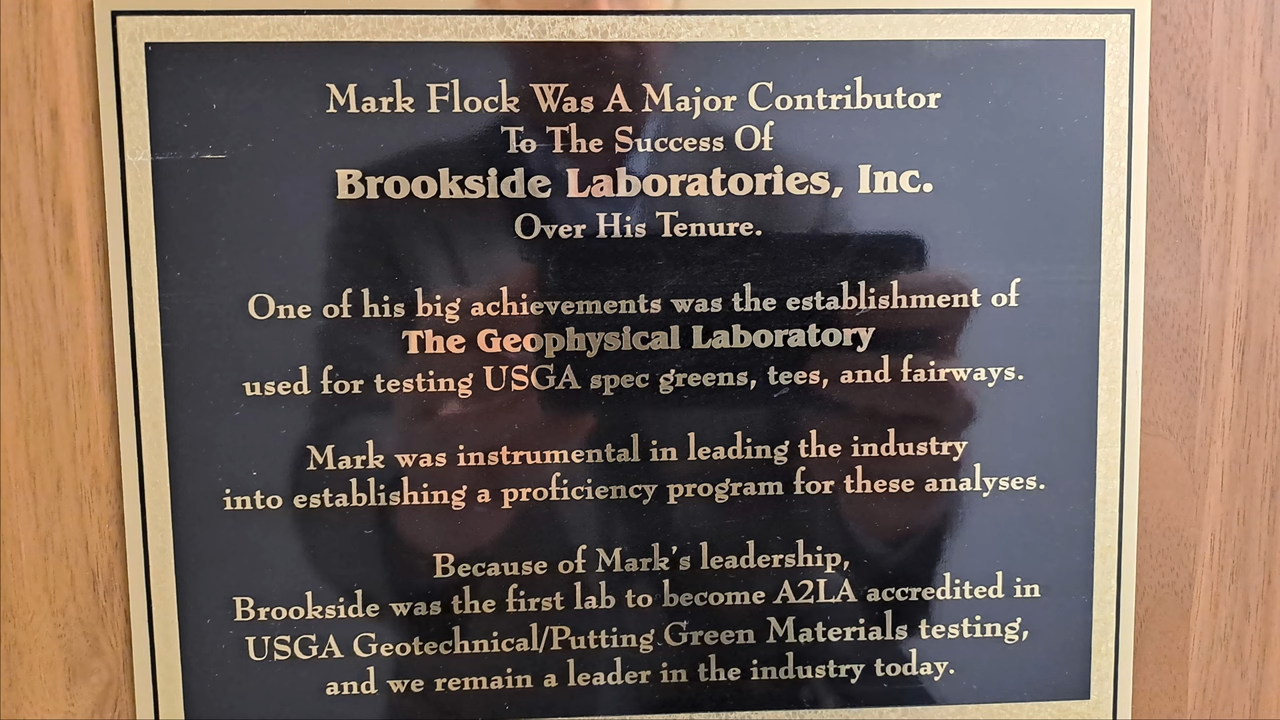 Mark Flock Was A Major Contributor
To The Success Of
Brookside Laboratories, Inc.
Over His Tenure.
One of his big achievements was the establishment of
The Geophysical Laboratory
used for testing USGA spec greens, tees, and fairways.
Mark was instrumental in leading the industry
into establishing a proficiency program for these analyses.
Because of Mark's leadership,
Brookside was the first lab to become A2LA accredited in
USGA Geotechnical/Putting Green Materials testing,
and we remain a leader in the industry today.